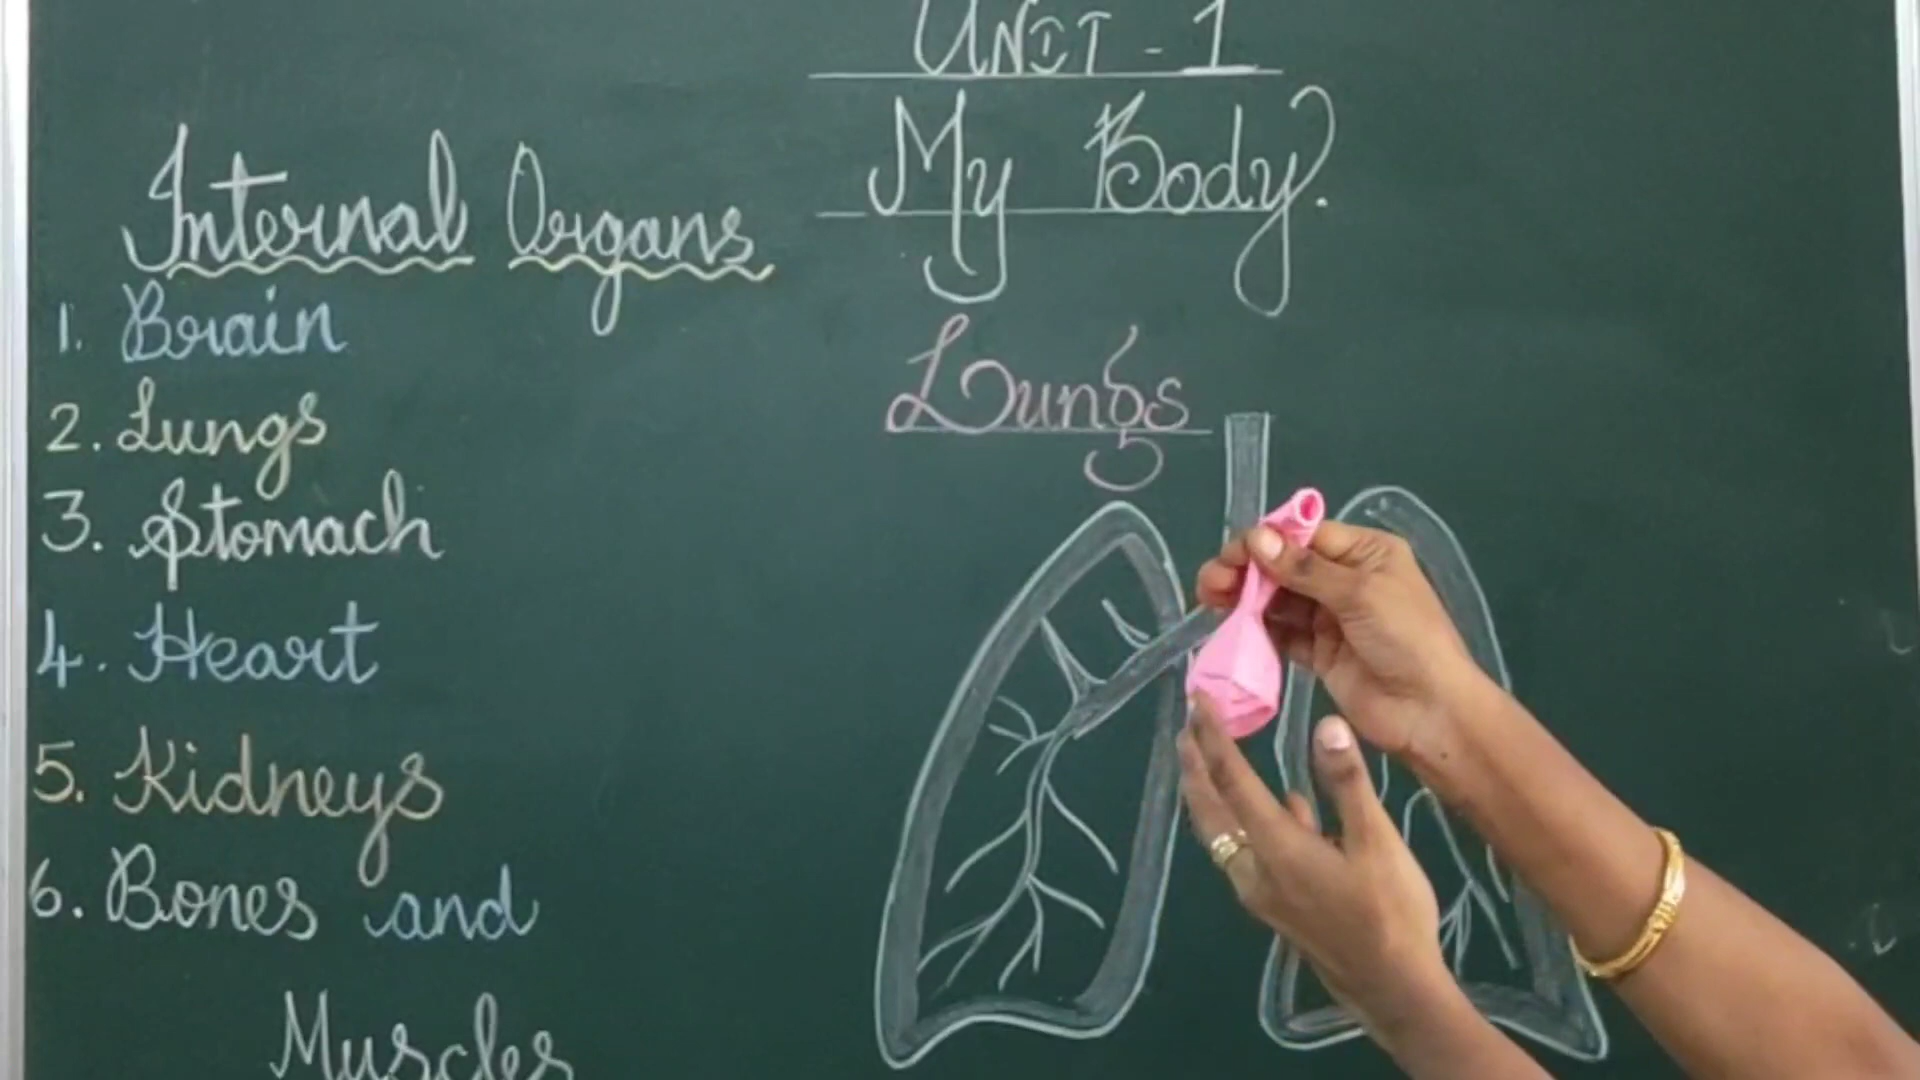 UNIT - 1
My Body.
Internal Organs
1. Brain
2. Lungs
3. Stomach
4. Heart
5. Kidneys
6. Bones and
Muscles
Lungs